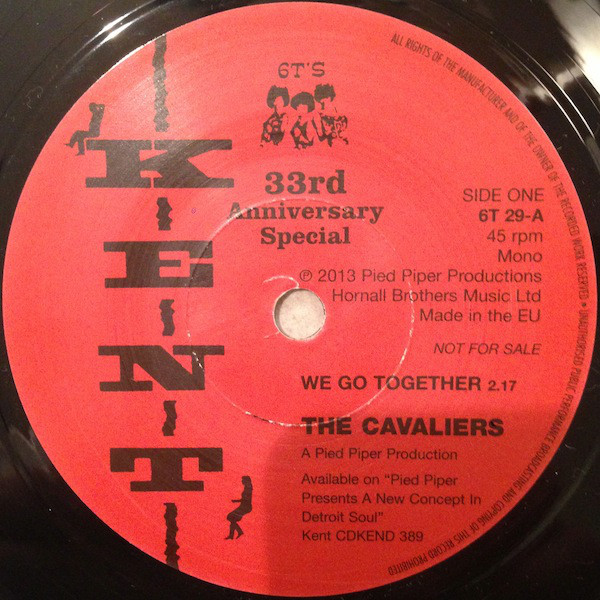 6T'S
33rd
Anniversary
Special
KENT
SIDE ONE
6T 29-A
45 rpm
Mono
℗ 2013 Pied Piper Productions
Hornall Brothers Music Ltd
Made in the EU
NOT FOR SALE
WE GO TOGETHER 2.17
THE CAVALIERS
A Pied Piper Production
Available on "Pied Piper
Presents A New Concept In
Detroit Soul"
Kent CDKEND 389
ALL RIGHTS OF THE MANUFACTURER AND OF THE OWNER OF THE RECORDED WORK RESERVED • UNAUTHORISED PUBLIC PERFORMANCE BROADCASTING AND COPYING OF THIS RECORD PROHIBITED